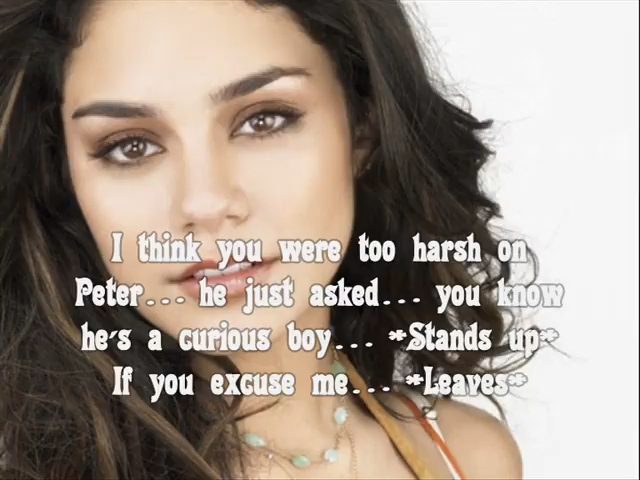 I think you were too harsh on
Peter... he just asked... you know
he's a curious boy... *Stands up*
If you excuse me... *Leaves*